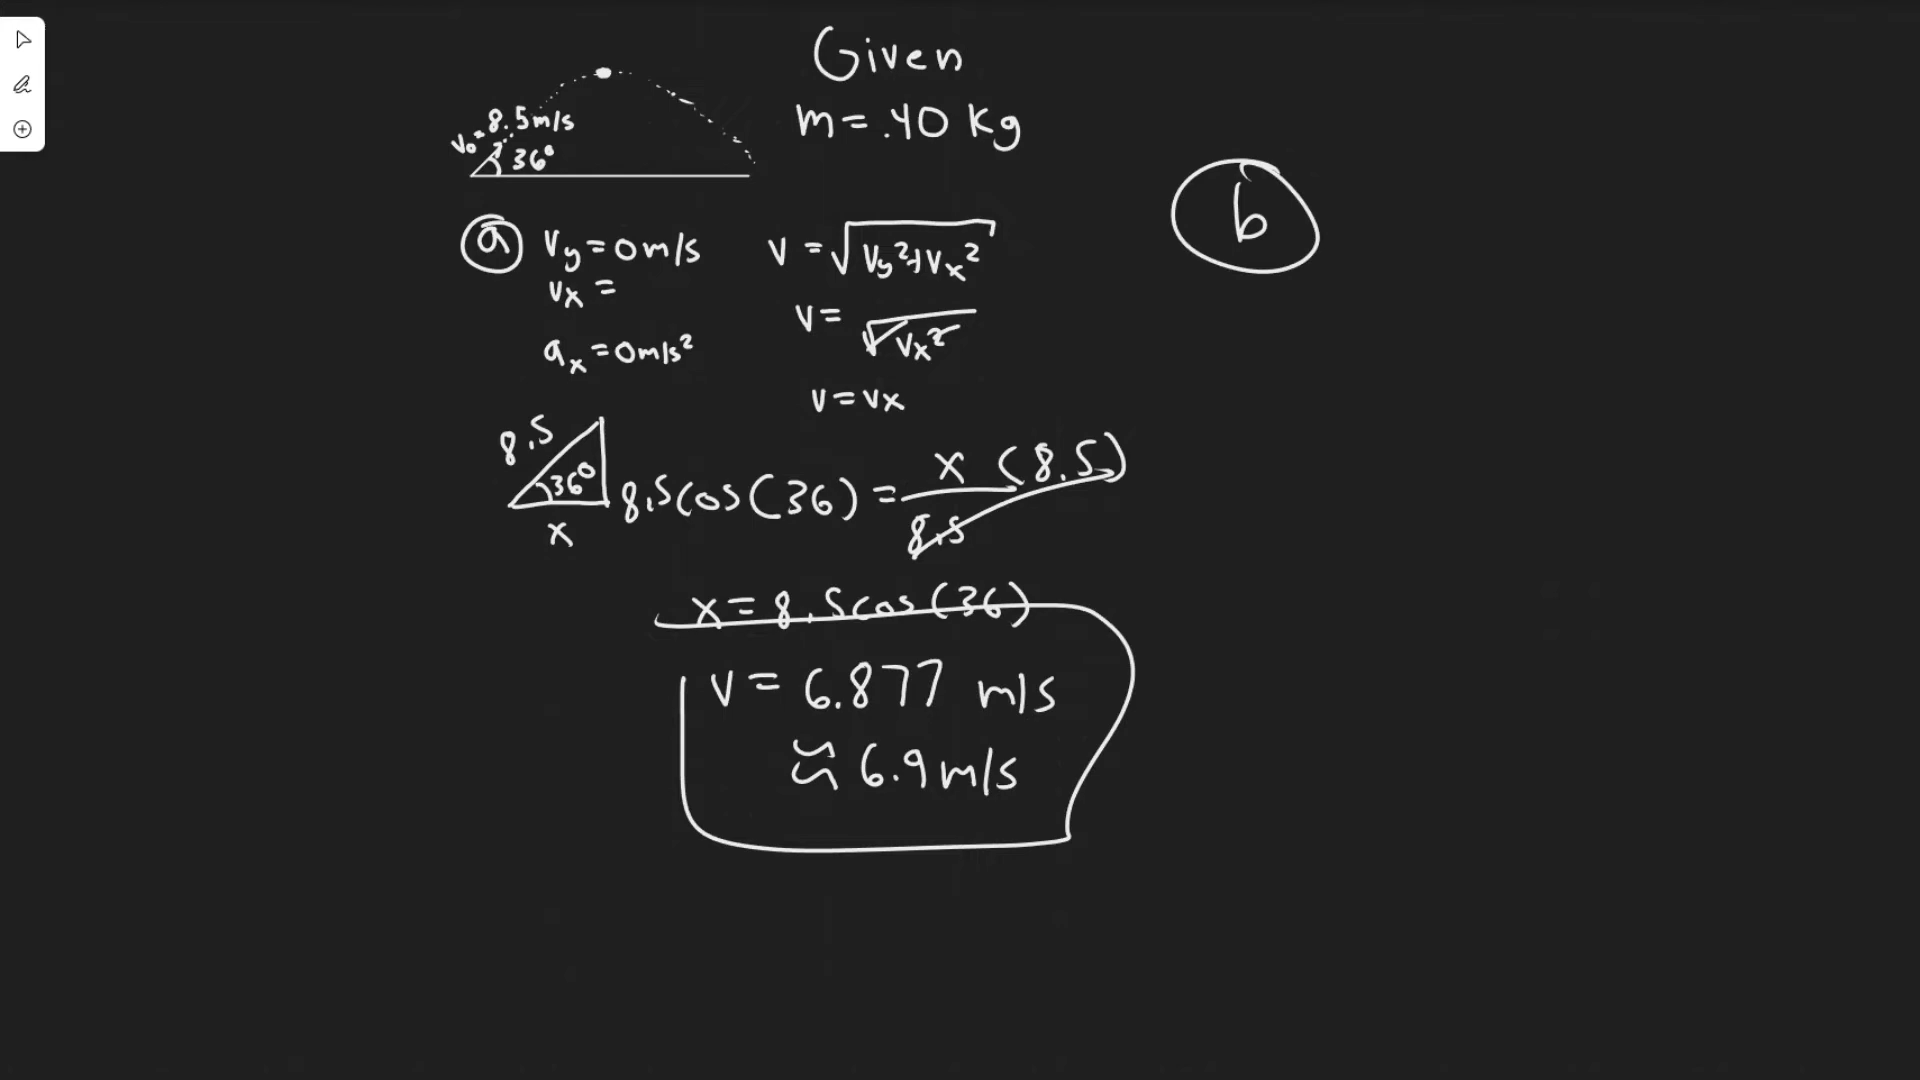 Given
m = .40 kg
v₀ = 8.5 m/s
36°
a
vy = 0 m/s
vx =
ax = 0 m/s²
v = √(vy² + vx²)
v = √vx²
v = vx
8.5
36°
x
8.5cos(36) = x (8.5) / 8.5
x = 8.5cos(36)
v = 6.877 m/s
≈ 6.9 m/s
b